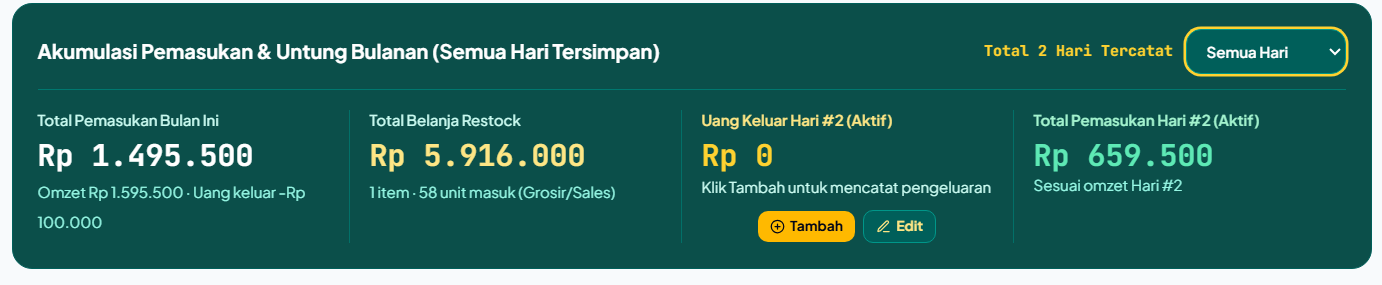 Akumulasi Pemasukan & Untung Bulanan (Semua Hari Tersimpan)
Total 2 Hari Tercatat
Semua Hari
Total Pemasukan Bulan Ini
Rp 1.495.500
Omzet Rp 1.595.500 · Uang keluar -Rp
100.000
Total Belanja Restock
Rp 5.916.000
1 item · 58 unit masuk (Grosir/Sales)
Uang Keluar Hari #2 (Aktif)
Rp 0
Klik Tambah untuk mencatat pengeluaran
Tambah
Edit
Total Pemasukan Hari #2 (Aktif)
Rp 659.500
Sesuai omzet Hari #2